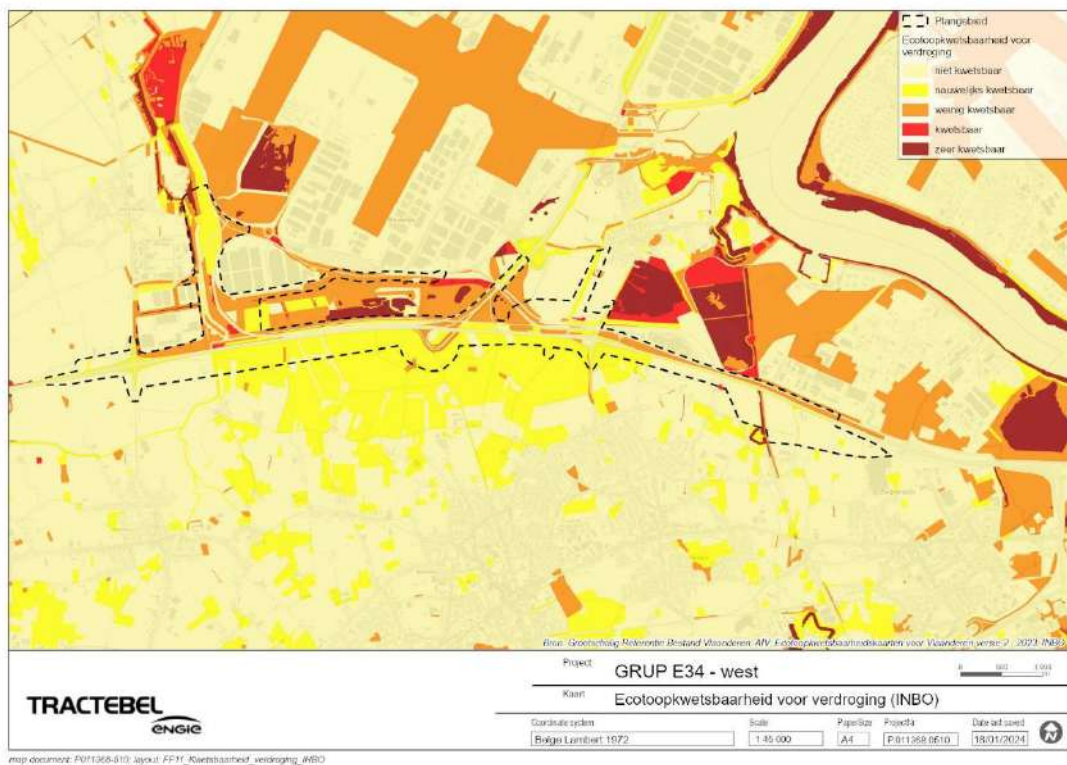 Plangebied
Ecotoopkwetsbaarheid voor
verdroging
niet kwetsbaar
nauwelijks kwetsbaar
weinig kwetsbaar
kwetsbaar
zeer kwetsbaar
Bron: Grootschalig Referentie Bestand Vlaanderen: AIV, Ecotoopkwetsbaarheidskaarten voor Vlaanderen versie 2 : 2023: INBO
TRACTEBEL
ENGIE
Project GRUP E34 - west
Kaart Ecotoopkwetsbaarheid voor verdroging (INBO)
Coordinate system Scale PaperSize ProjectNr Date last saved
Belge Lambert 1972 1:45 000 A4 P.011368-0510 18/01/2024
map document: P011368-510; layout: FF11_Kwetsbaarheid_verdroging_INBO